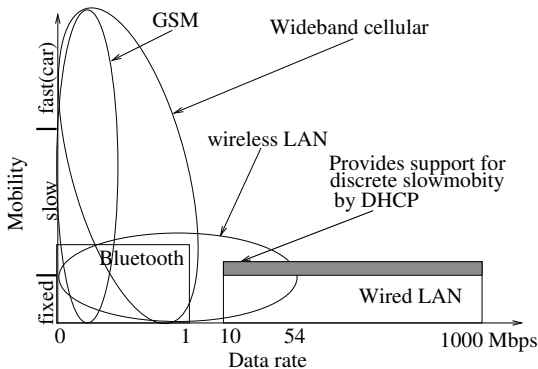 GSM
Wideband cellular
fast(car)
wireless LAN
Provides support for
discrete slowmobity
by DHCP
Mobility
slow
Bluetooth
fixed
Wired LAN
0
1
10
54
1000 Mbps
Data rate